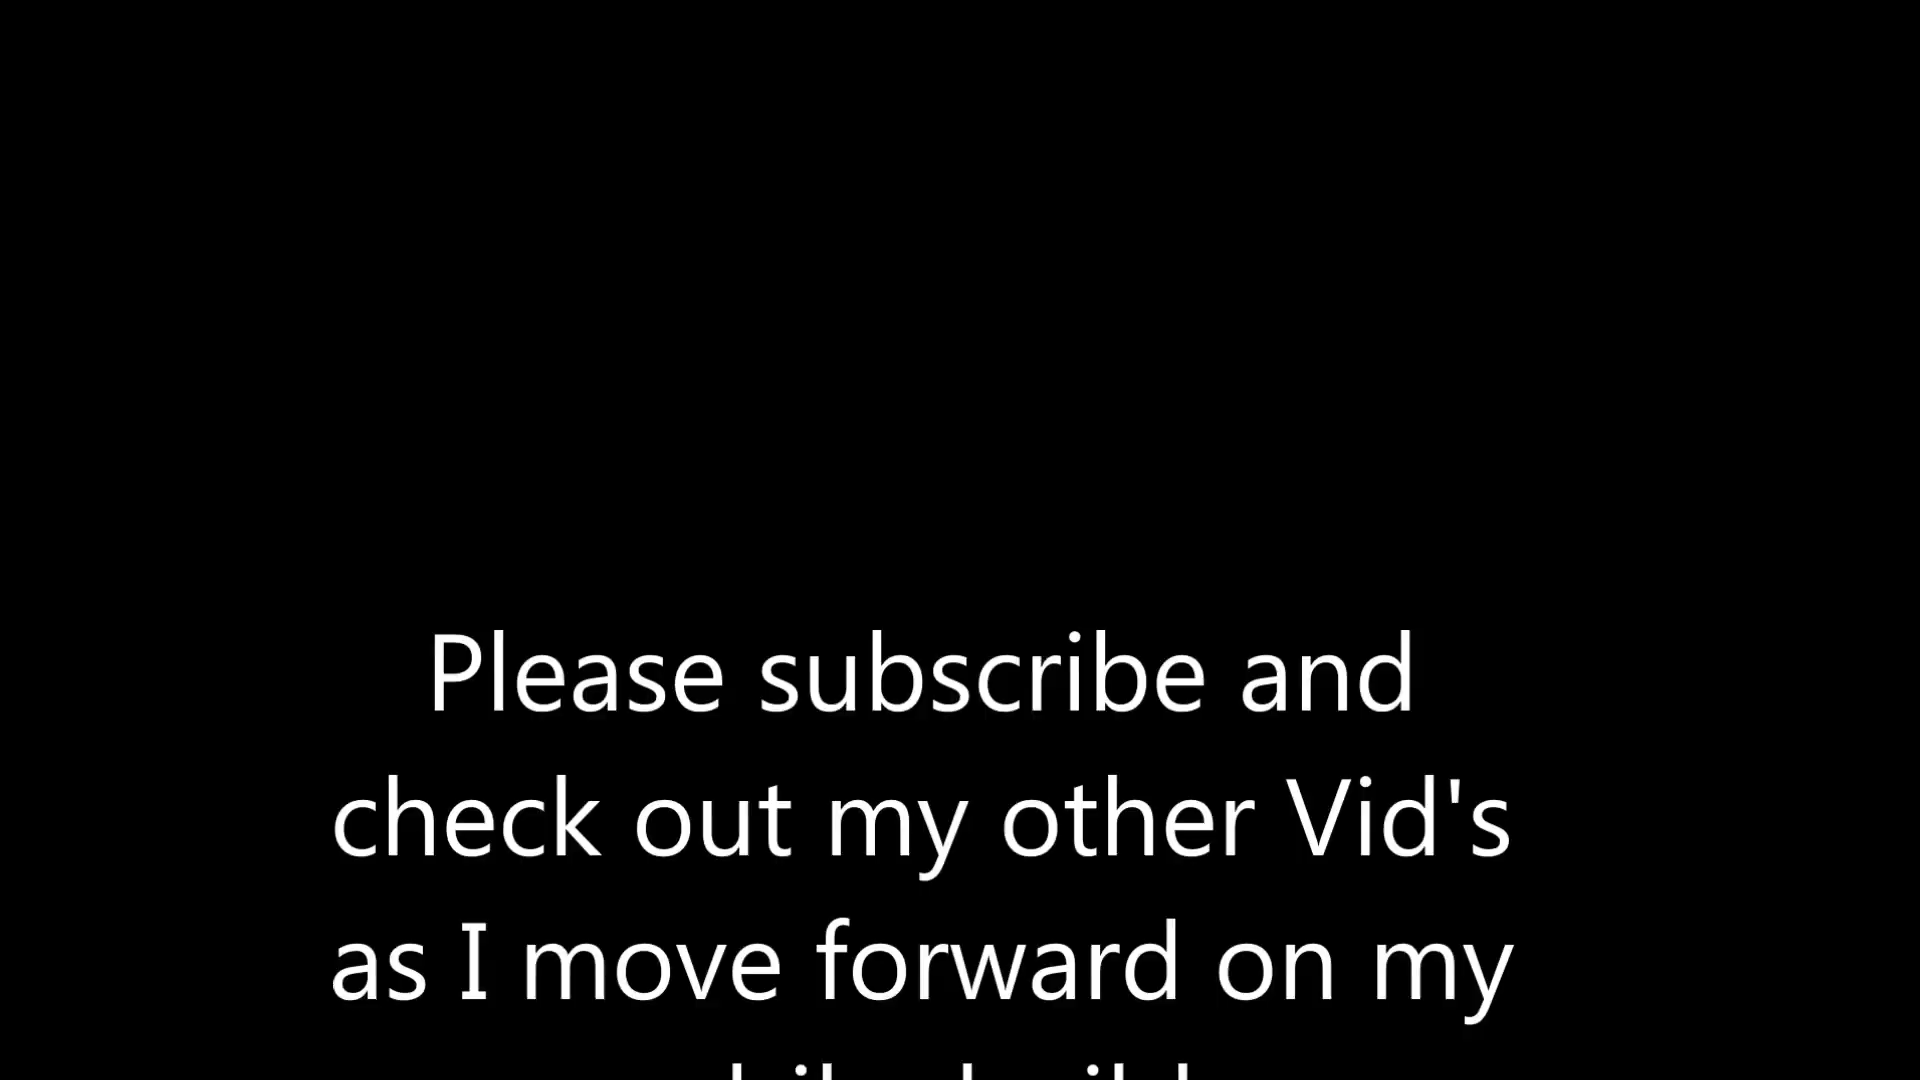 Please subscribe and
check out my other Vid's
as I move forward on my